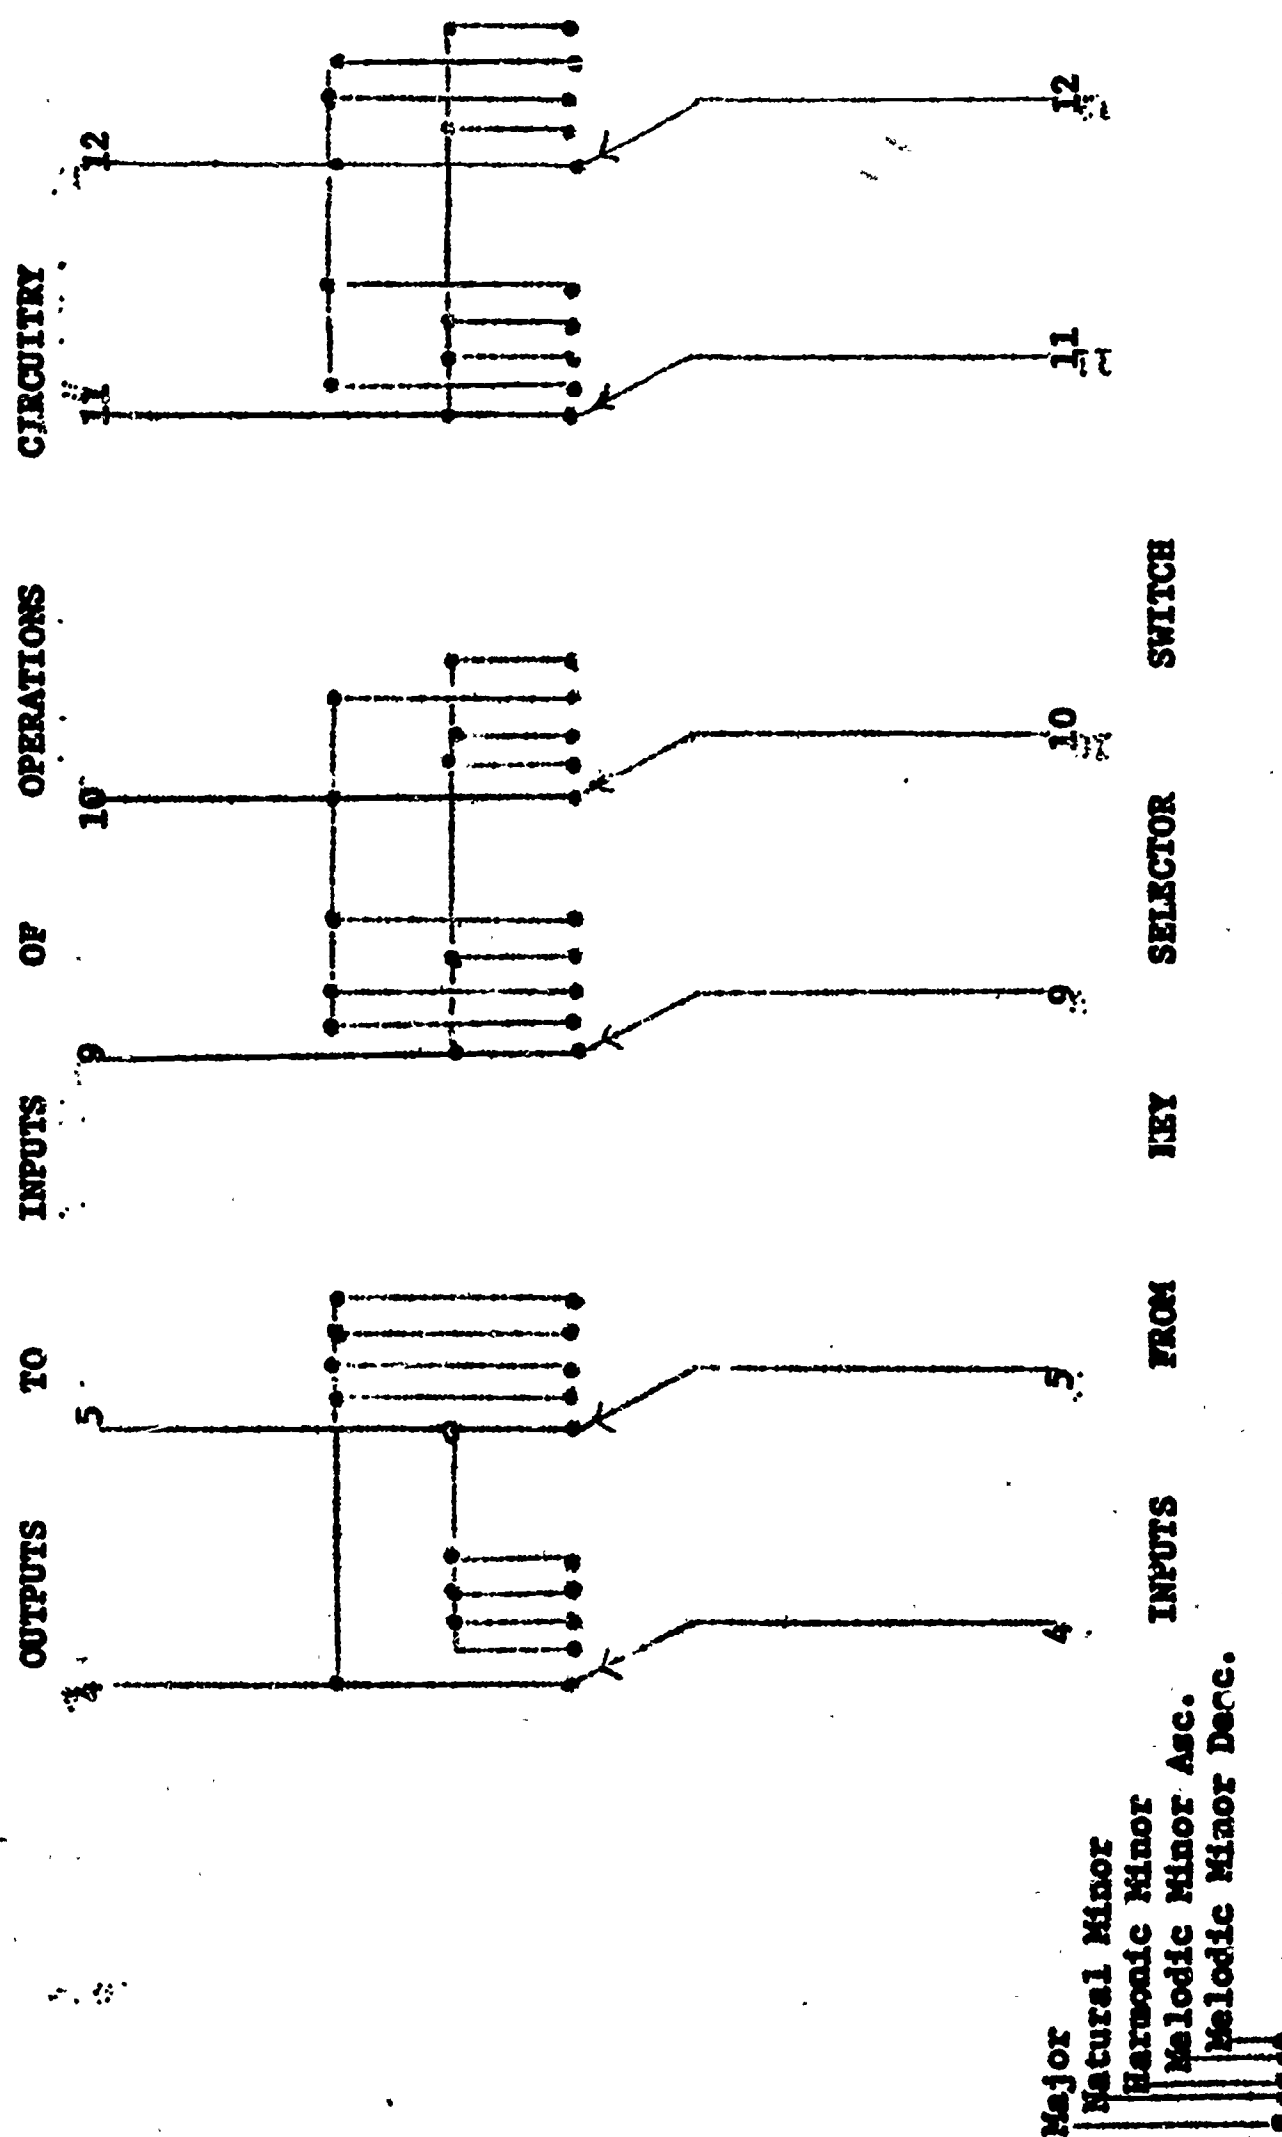 OUTPUTS TO INPUTS OF OPERATIONS CIRCUITRY
4 5 9 10 11 12
4 5 9 10 11 12
INPUTS FROM KEY SELECTOR SWITCH
Major
Natural Minor
Harmonic Minor
Melodic Minor Asc.
Melodic Minor Desc.